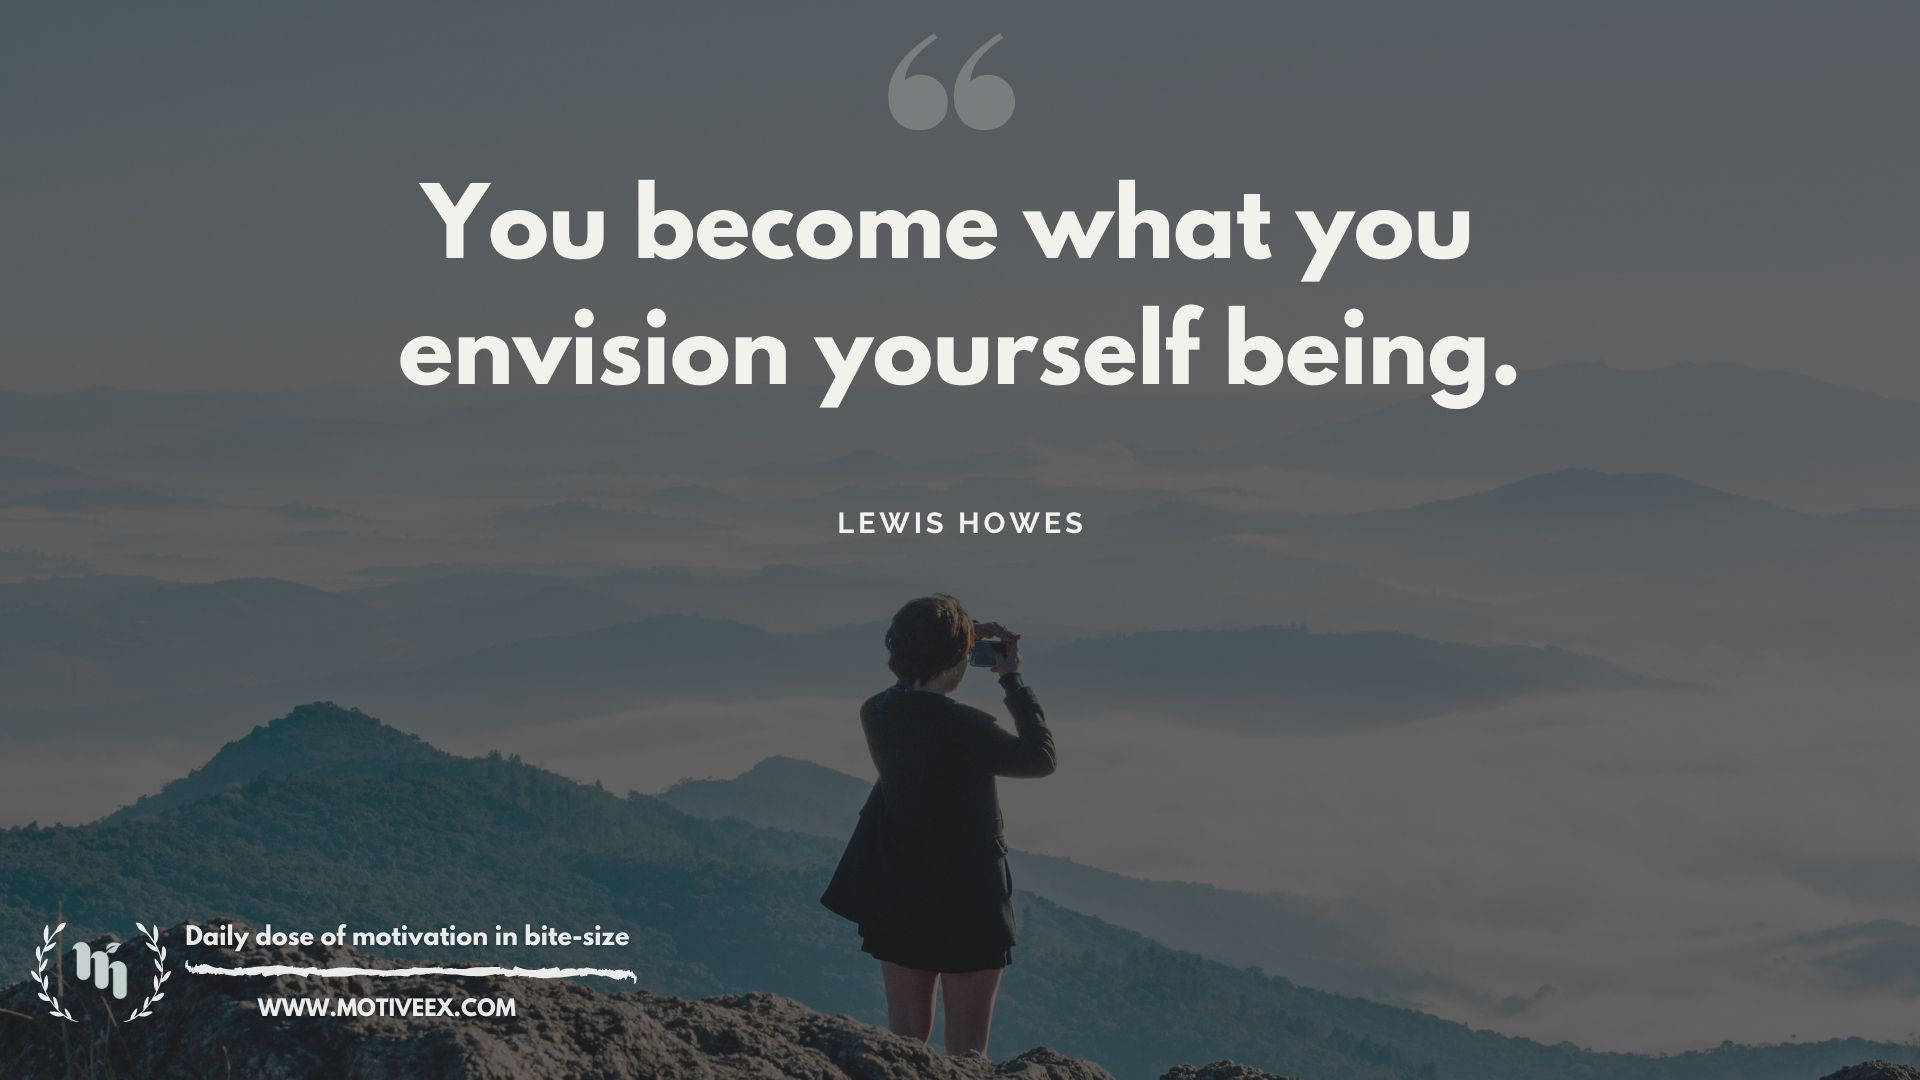 “
You become what you
envision yourself being.
LEWIS HOWES
Daily dose of motivation in bite-size
WWW.MOTIVEEX.COM